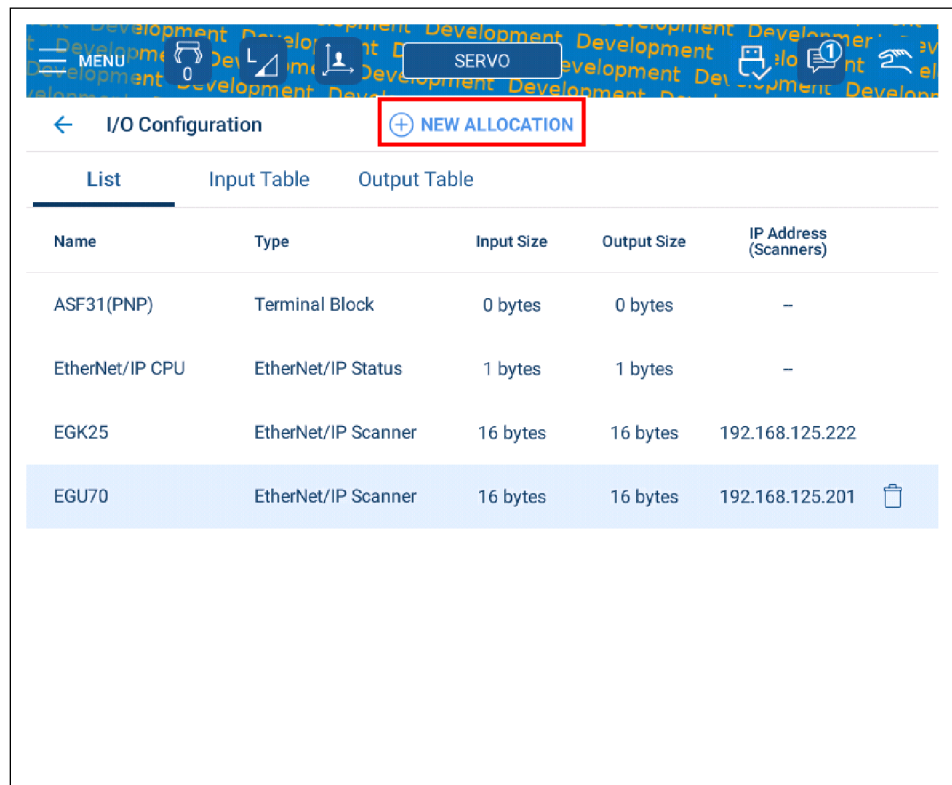 MENU
0
SERVO
1
I/O Configuration
NEW ALLOCATION
List Input Table Output Table
Name Type Input Size Output Size IP Address (Scanners)
ASF31(PNP) Terminal Block 0 bytes 0 bytes –
EtherNet/IP CPU EtherNet/IP Status 1 bytes 1 bytes –
EGK25 EtherNet/IP Scanner 16 bytes 16 bytes 192.168.125.222
EGU70 EtherNet/IP Scanner 16 bytes 16 bytes 192.168.125.201